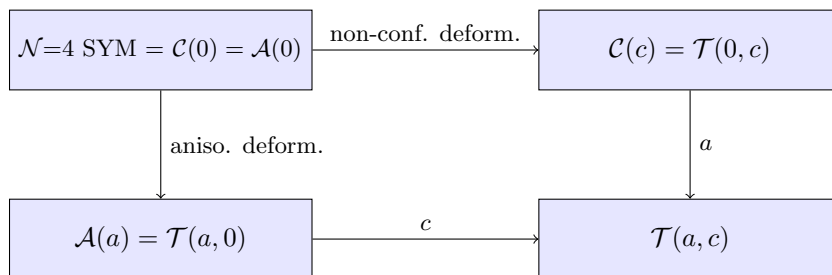 𝒩=4 SYM = 𝒞(0) = 𝒜(0)
non-conf. deform.
𝒞(c) = 𝒯(0, c)
aniso. deform.
a
𝒜(a) = 𝒯(a, 0)
c
𝒯(a, c)